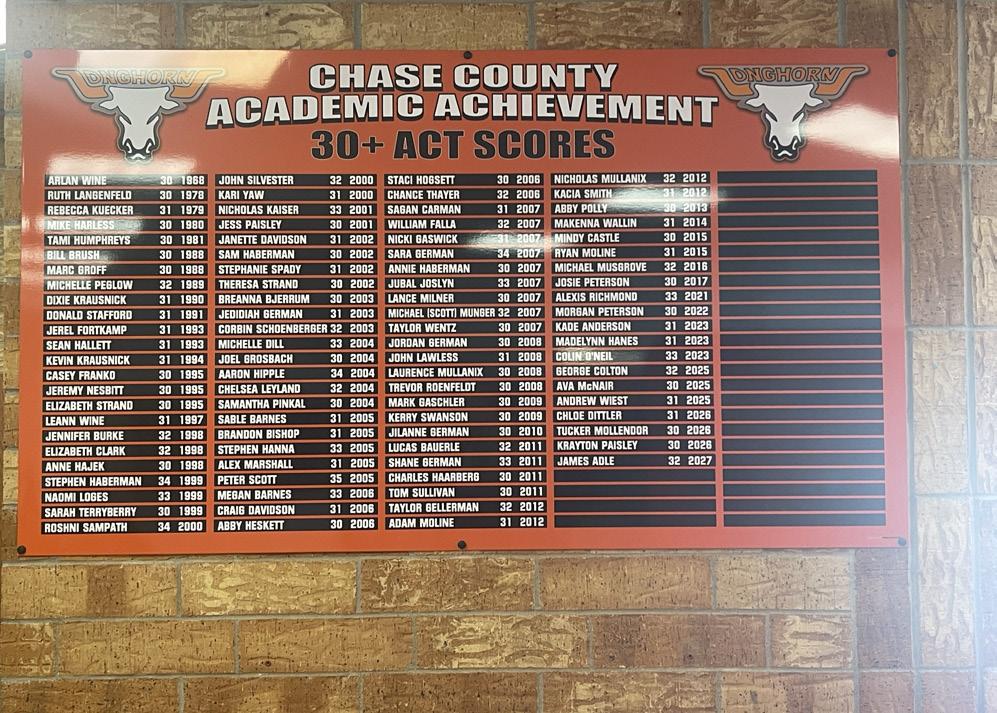 LONGHORN
CHASE COUNTY
ACADEMIC ACHIEVEMENT
30+ ACT SCORES
LONGHORN
ARLAN WINE 30 1968
RUTH LANGENFELD 30 1978
REBECCA KUECKER 31 1979
MIKE HARLESS 30 1980
TAMI HUMPHREYS 30 1981
BILL BRUSH 30 1988
MARC GROFF 30 1988
MICHELLE PEGLOW 32 1989
DIXIE KRAUSNICK 31 1990
DONALD STAFFORD 31 1991
JEREL FORTKAMP 31 1993
SEAN HALLETT 31 1993
KEVIN KRAUSNICK 31 1994
CASEY FRANKO 30 1995
JEREMY NESBITT 30 1995
ELIZABETH STRAND 30 1995
LEANN WINE 31 1997
JENNIFER BURKE 32 1998
ELIZABETH CLARK 32 1998
ANNE HAJEK 30 1998
STEPHEN HABERMAN 34 1999
NAOMI LOGES 33 1999
SARAH TERRYBERRY 30 1999
ROSHNI SAMPATH 34 2000
JOHN SILVESTER 32 2000
KARI YAW 31 2000
NICHOLAS KAISER 33 2001
JESS PAISLEY 30 2001
JANETTE DAVIDSON 31 2002
SAM HABERMAN 30 2002
STEPHANIE SPADY 31 2002
THERESA STRAND 30 2002
BREANNA BJERRUM 30 2003
JEDIDIAH GERMAN 31 2003
CORBIN SCHOENBERGER 32 2003
MICHELLE DILL 33 2004
JOEL GROSBACH 30 2004
AARON HIPPLE 34 2004
CHELSEA LEYLAND 32 2004
SAMANTHA PINKAL 30 2004
SABLE BARNES 31 2005
BRANDON BISHOP 31 2005
STEPHEN HANNA 33 2005
ALEX MARSHALL 31 2005
PETER SCOTT 35 2005
MEGAN BARNES 33 2006
CRAIG DAVIDSON 31 2006
ABBY HESKETT 30 2006
STACI HOGSETT 30 2006
CHANCE THAYER 32 2006
SAGAN CARMAN 31 2007
WILLIAM FALLA 32 2007
NICKI GASWICK 31 2007
SARA GERMAN 34 2007
ANNIE HABERMAN 30 2007
JUBAL JOSLYN 33 2007
LANCE MILNER 30 2007
MICHAEL (SCOTT) MUNGER 32 2007
TAYLOR WENTZ 30 2007
JORDAN GERMAN 30 2008
JOHN LAWLESS 31 2008
LAURENCE MULLANIX 30 2008
TREVOR ROENFELDT 30 2008
MARK GASCHLER 30 2009
KERRY SWANSON 30 2009
JILANNE GERMAN 30 2010
LUCAS BAUERLE 32 2011
SHANE GERMAN 33 2011
CHARLES HAARBERG 30 2011
TOM SULLIVAN 30 2011
TAYLOR GELLERMAN 32 2012
ADAM MOLINE 31 2012
NICHOLAS MULLANIX 32 2012
KACIA SMITH 31 2012
ABBY POLLY 30 2013
MAKENNA WALLIN 31 2014
MINDY CASTLE 30 2015
RYAN MOLINE 31 2015
MICHAEL MUSGROVE 32 2016
JOSIE PETERSON 30 2017
ALEXIS RICHMOND 33 2021
MORGAN PETERSON 30 2022
KADE ANDERSON 31 2023
MADELYNN HANES 31 2023
COLIN O'NEIL 33 2023
GEORGE COLTON 32 2025
AVA McNAIR 30 2025
ANDREW WIEST 31 2025
CHLOE DITTLER 31 2026
TUCKER MOLLENDOR 30 2026
KRAYTON PAISLEY 30 2026
JAMES ADLE 32 2027